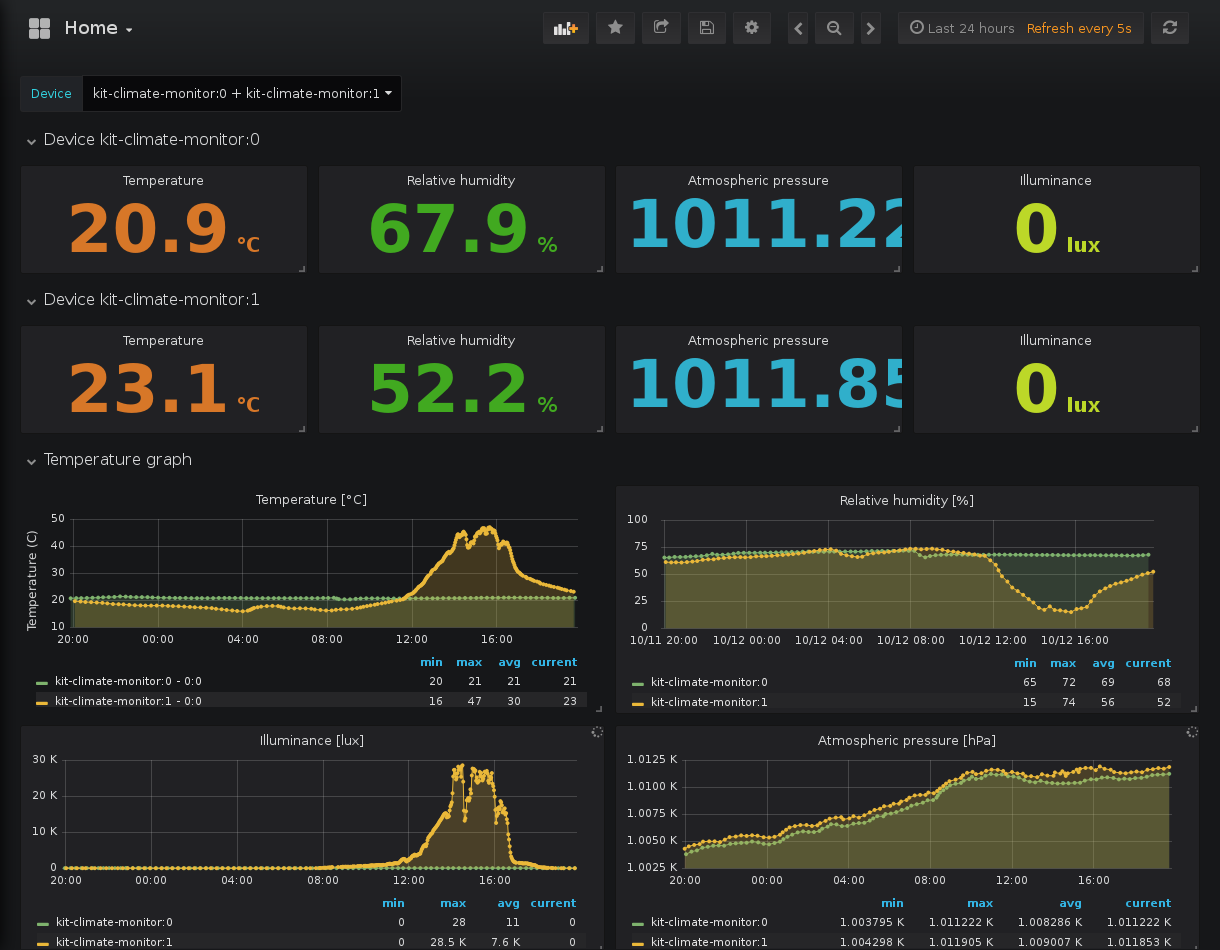 Home
Last 24 hours Refresh every 5s
Device kit-climate-monitor:0 + kit-climate-monitor:1
Device kit-climate-monitor:0
Temperature Relative humidity Atmospheric pressure Illuminance
20.9 °C 67.9 % 1011.22 0 lux
Device kit-climate-monitor:1
Temperature Relative humidity Atmospheric pressure Illuminance
23.1 °C 52.2 % 1011.85 0 lux
Temperature graph
Temperature [°C]
Temperature (C)
50
40
30
20
10
20:00 00:00 04:00 08:00 12:00 16:00
min max avg current
kit-climate-monitor:0 - 0:0 20 21 21 21
kit-climate-monitor:1 - 0:0 16 47 30 23
Relative humidity [%]
100
75
50
25
0
10/11 20:00 10/12 00:00 10/12 04:00 10/12 08:00 10/12 12:00 10/12 16:00
min max avg current
kit-climate-monitor:0 65 72 69 68
kit-climate-monitor:1 15 74 56 52
Illuminance [lux]
30 K
20 K
10 K
0
20:00 00:00 04:00 08:00 12:00 16:00
min max avg current
kit-climate-monitor:0 0 28 11 0
kit-climate-monitor:1 0 28.5 K 7.6 K 0
Atmospheric pressure [hPa]
1.0125 K
1.0100 K
1.0075 K
1.0050 K
1.0025 K
20:00 00:00 04:00 08:00 12:00 16:00
min max avg current
kit-climate-monitor:0 1.003795 K 1.011222 K 1.008286 K 1.011222 K
kit-climate-monitor:1 1.004298 K 1.011905 K 1.009007 K 1.011853 K